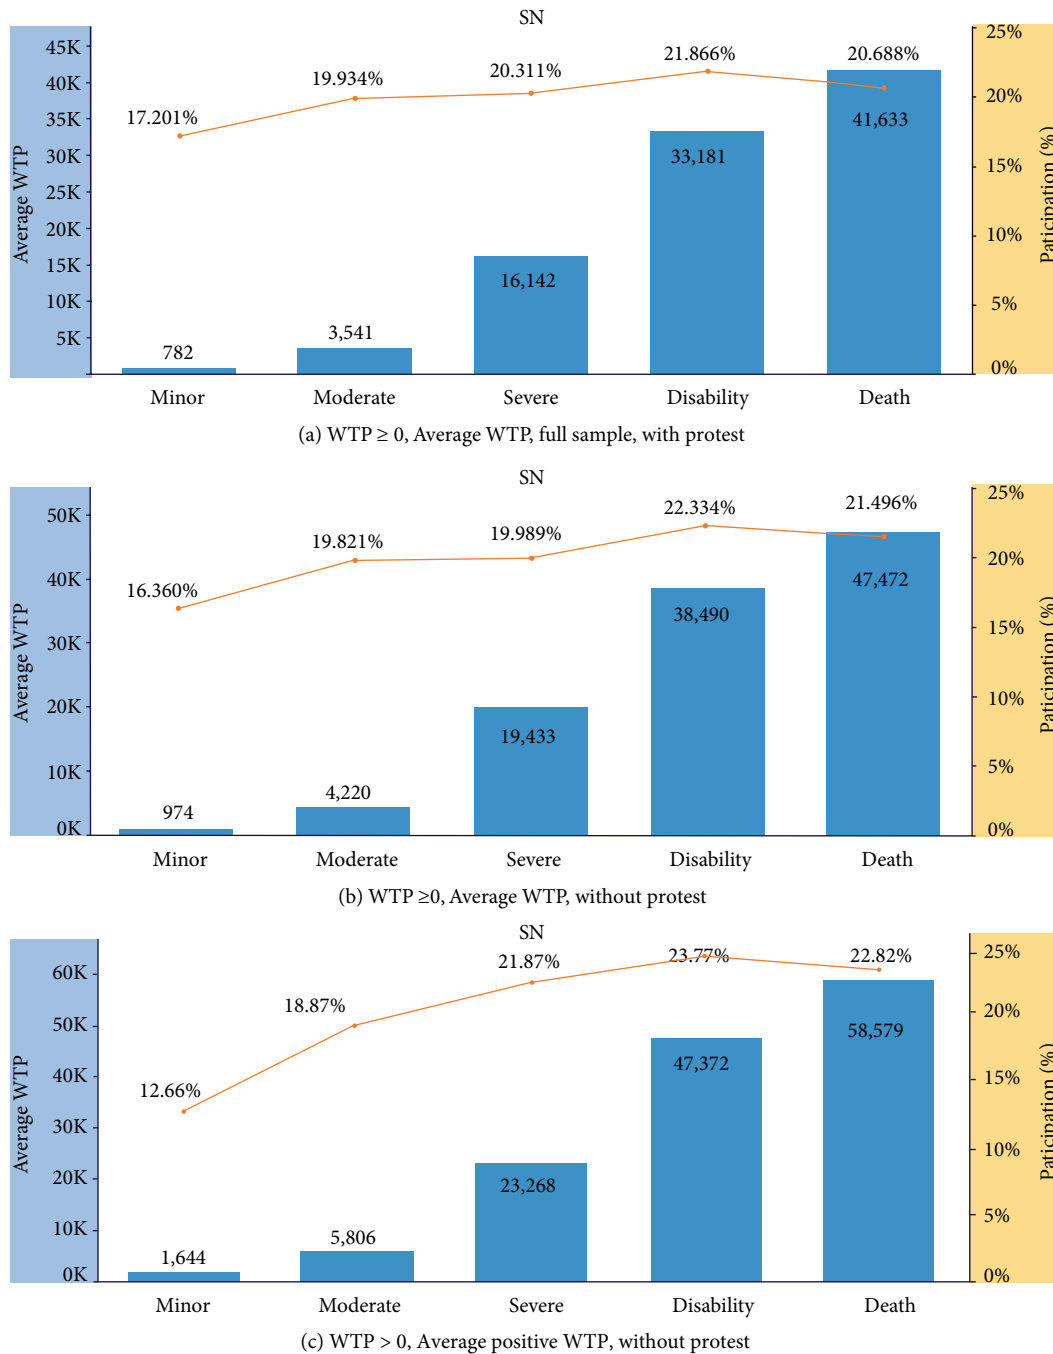 SN
45K
40K
35K
30K
25K
20K
15K
10K
5K
Average WTP
17.201%
19.934%
20.311%
21.866%
20.688%
782
3,541
16,142
33,181
41,633
25%
20%
15%
10%
5%
0%
Paticipation (%)
Minor Moderate Severe Disability Death
(a) WTP ≥ 0, Average WTP, full sample, with protest
SN
50K
40K
30K
20K
10K
0K
Average WTP
16.360%
19.821%
19.989%
22.334%
21.496%
974
4,220
19,433
38,490
47,472
25%
20%
15%
10%
5%
0%
Paticipation (%)
Minor Moderate Severe Disability Death
(b) WTP ≥0, Average WTP, without protest
SN
60K
50K
40K
30K
20K
10K
0K
Average WTP
12.66%
18.87%
21.87%
23.77%
22.82%
1,644
5,806
23,268
47,372
58,579
25%
20%
15%
10%
5%
0%
Paticipation (%)
Minor Moderate Severe Disability Death
(c) WTP > 0, Average positive WTP, without protest